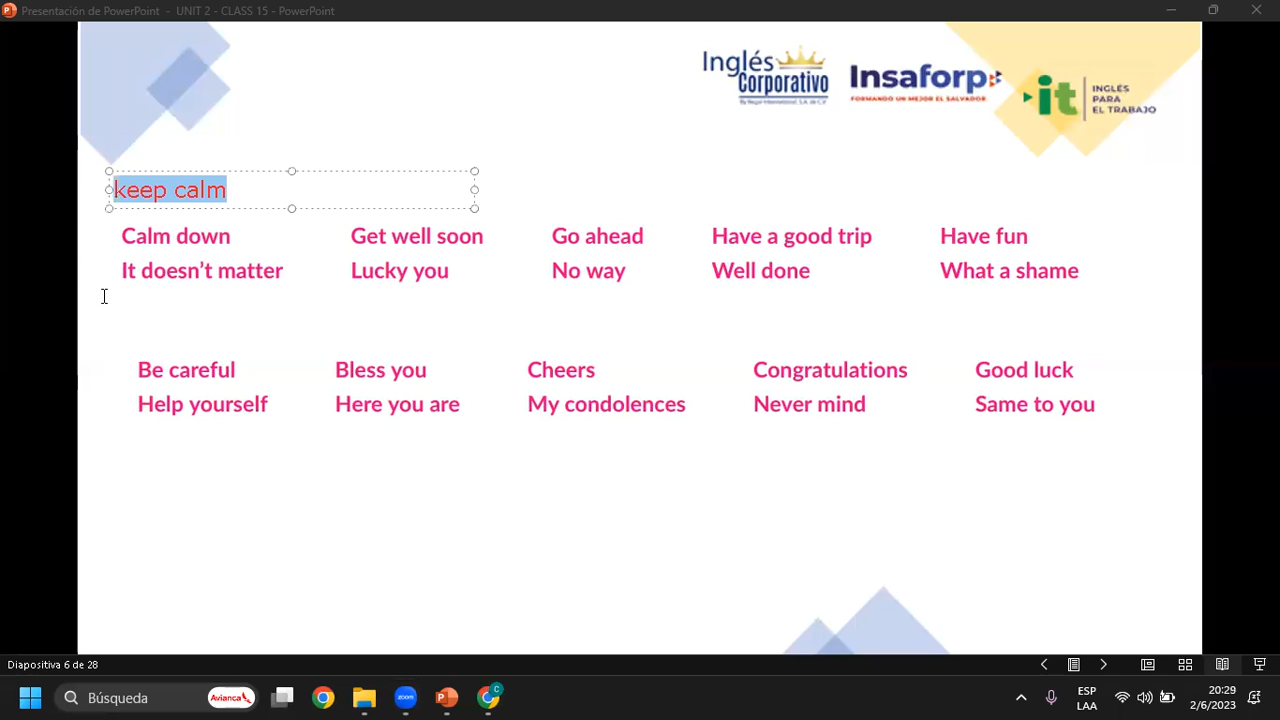 Presentación de PowerPoint - UNIT 2 - CLASS 15 - PowerPoint
Inglés Corporativo
Insaforp
FORMANDO UN MEJOR EL SALVADOR
it
INGLÉS
PARA
EL TRABAJO
keep calm
Calm down Get well soon Go ahead Have a good trip Have fun
It doesn’t matter Lucky you No way Well done What a shame
Be careful Bless you Cheers Congratulations Good luck
Help yourself Here you are My condolences Never mind Same to you
Diapositiva 6 de 28
Búsqueda
Avianca
zoom
C
ESP
LAA
20:29
2/6/2023